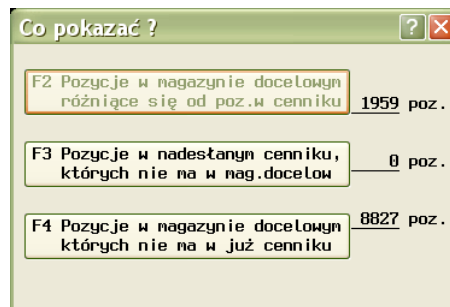 Co pokazać ?
F2 Pozycje w magazynie docelowym
różniące się od poz.w cenniku
1959 poz.
F3 Pozycje w nadesłanym cenniku,
których nie ma w mag.docelow
0 poz.
F4 Pozycje w magazynie docelowym
których nie ma w już cenniku
8827 poz.